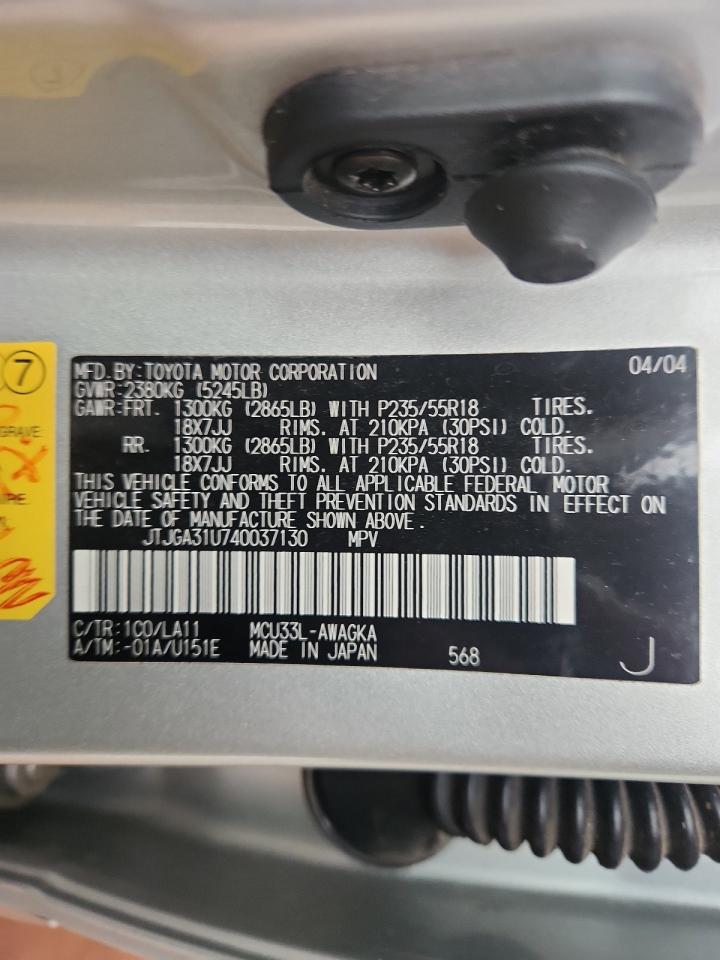 7
MFD. BY: TOYOTA MOTOR CORPORATION 04/04
GVWR: 2380KG (5245LB)
GAWR: FRT. 1300KG (2865LB) WITH P235/55R18 TIRES.
18X7JJ RIMS. AT 210KPA (30PSI) COLD.
RR. 1300KG (2865LB) WITH P235/55R18 TIRES.
18X7JJ RIMS. AT 210KPA (30PSI) COLD.
THIS VEHICLE CONFORMS TO ALL APPLICABLE FEDERAL MOTOR
VEHICLE SAFETY AND THEFT PREVENTION STANDARDS IN EFFECT ON
THE DATE OF MANUFACTURE SHOWN ABOVE.
JTJGA31U740037130 MPV
C/TR: 1C0/LA11 MCU33L-AWAGKA
A/TM: -01A/U151E MADE IN JAPAN 568 J